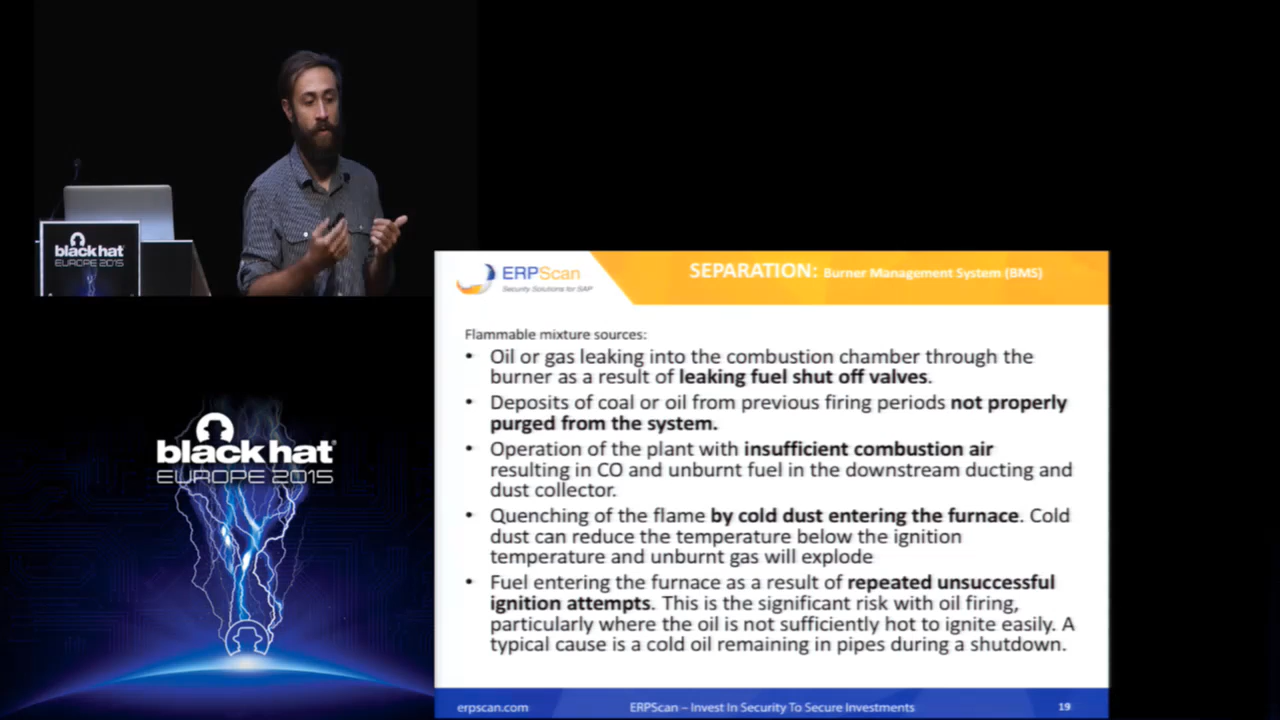 black hat
EUROPE 2015
ERPScan
Security Solutions for SAP
SEPARATION: Burner Management System (BMS)
Flammable mixture sources:
• Oil or gas leaking into the combustion chamber through the
burner as a result of leaking fuel shut off valves.
• Deposits of coal or oil from previous firing periods not properly
purged from the system.
• Operation of the plant with insufficient combustion air
resulting in CO and unburnt fuel in the downstream ducting and
dust collector.
• Quenching of the flame by cold dust entering the furnace. Cold
dust can reduce the temperature below the ignition
temperature and unburnt gas will explode
• Fuel entering the furnace as a result of repeated unsuccessful
ignition attempts. This is the significant risk with oil firing,
particularly where the oil is not sufficiently hot to ignite easily. A
typical cause is a cold oil remaining in pipes during a shutdown.
black hat
EUROPE 2015
erpscan.com
ERPScan – Invest In Security To Secure Investments
19